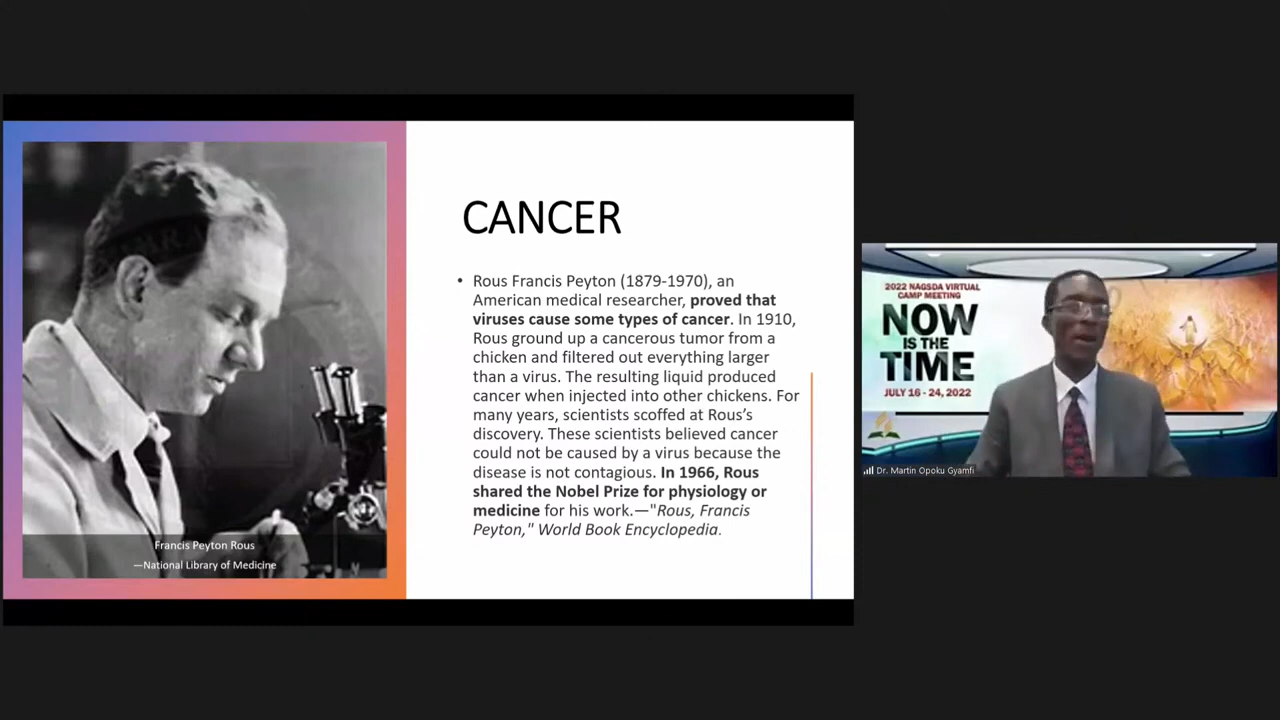 CANCER
• Rous Francis Peyton (1879-1970), an
American medical researcher, proved that
viruses cause some types of cancer. In 1910,
Rous ground up a cancerous tumor from a
chicken and filtered out everything larger
than a virus. The resulting liquid produced
cancer when injected into other chickens. For
many years, scientists scoffed at Rous’s
discovery. These scientists believed cancer
could not be caused by a virus because the
disease is not contagious. In 1966, Rous
shared the Nobel Prize for physiology or
medicine for his work.—"Rous, Francis
Peyton," World Book Encyclopedia.
Francis Peyton Rous
—National Library of Medicine
2022 NAGSDA VIRTUAL
CAMP MEETING
NOW
IS THE
TIME
JULY 16 - 24, 2022
Dr. Martin Opoku Gyamfi